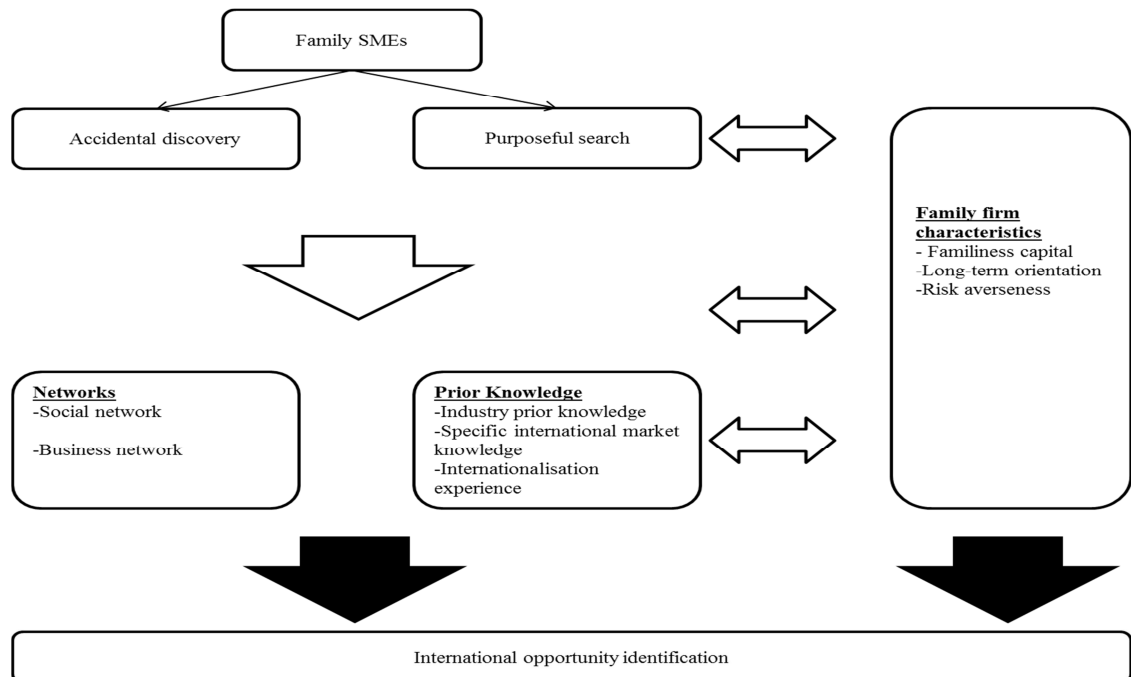 Family SMEs
Accidental discovery
Purposeful search
Family firm
characteristics
- Familiness capital
-Long-term orientation
-Risk averseness
Networks
-Social network
-Business network
Prior Knowledge
-Industry prior knowledge
-Specific international market
knowledge
-Internationalisation
experience
International opportunity identification